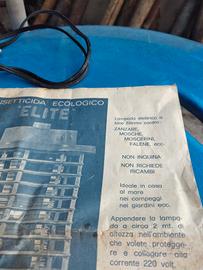 INSETTICIDA ECOLOGICO
"ELITE"
Lampada elettrica a
luce Elimina contro:
ZANZARE,
MOSCHE,
MOSCERINI,
FALENE, ecc.
NON INQUINA
NON RICHIEDE
RICAMBI
Ideale in casa
al mare
nei campeggi
nei giardini ecc.
Appendere la lampa-
da a circa 2 mt. di
altezza nell'ambiente
che volete protegge-
re e collegare alla
corrente 220 volt.